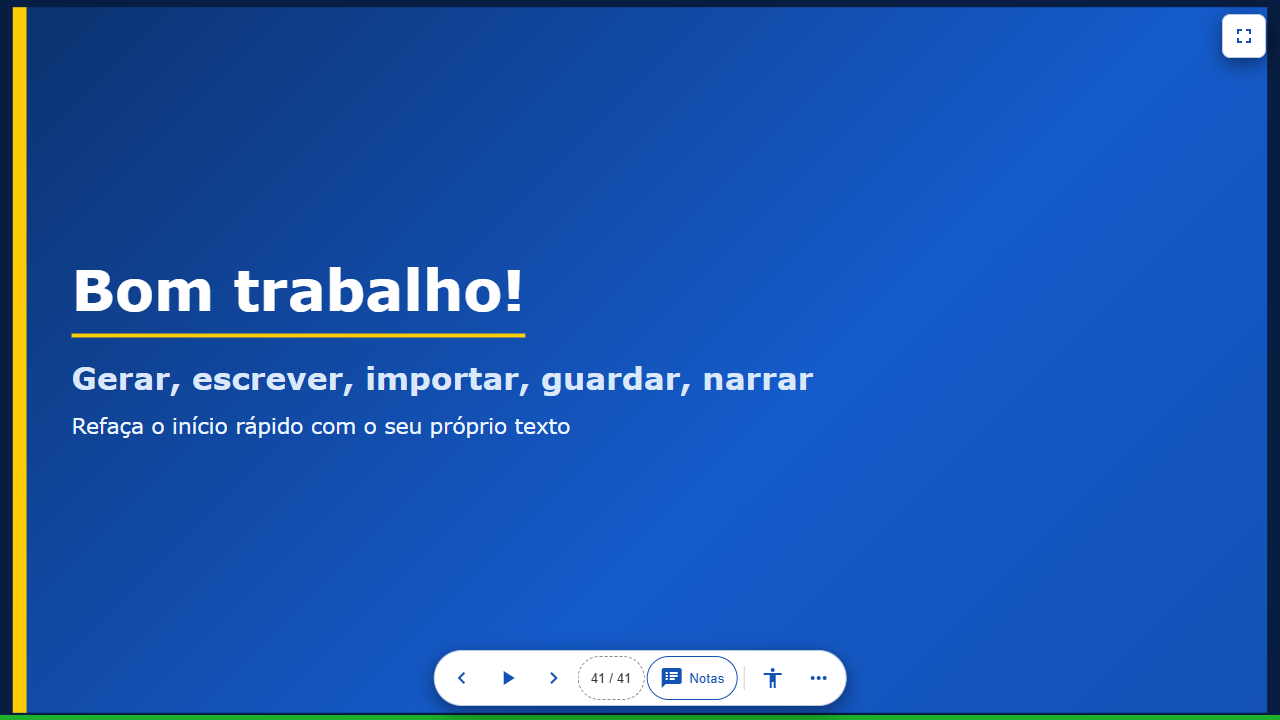 Bom trabalho!
Gerar, escrever, importar, guardar, narrar
Refaça o início rápido com o seu próprio texto
41 / 41
Notas